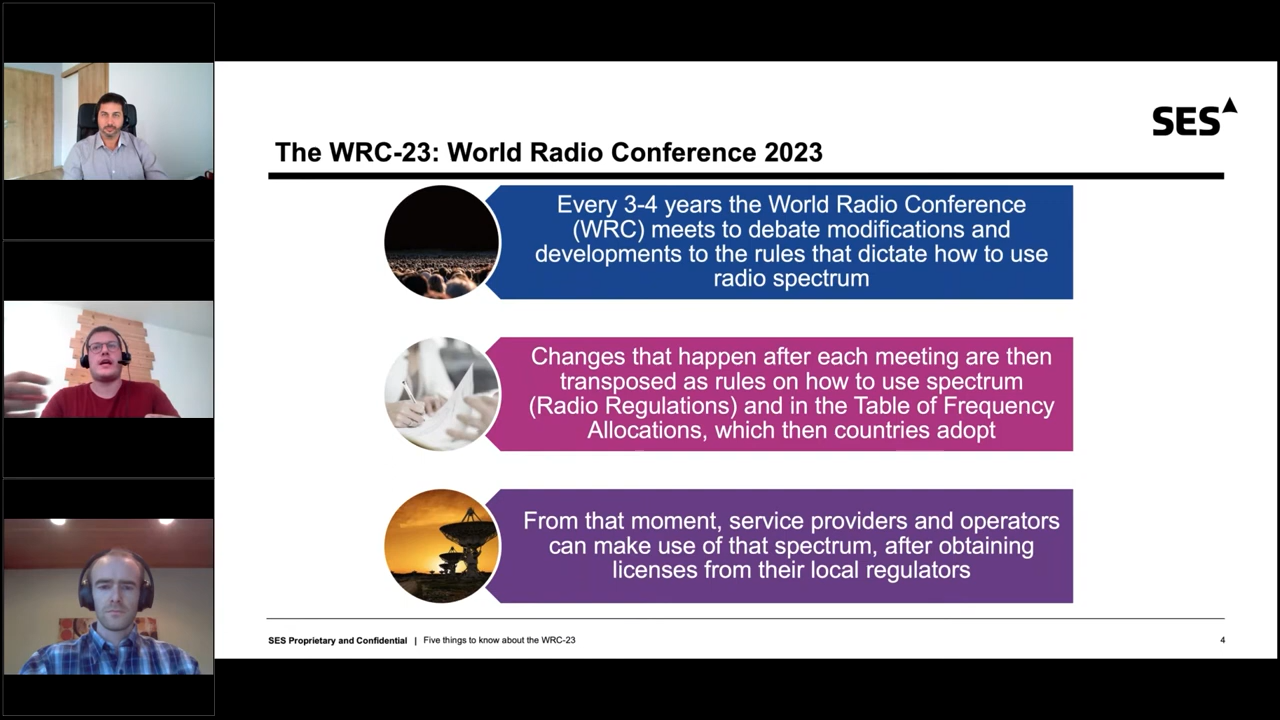 SES
The WRC-23: World Radio Conference 2023
Every 3-4 years the World Radio Conference
(WRC) meets to debate modifications and
developments to the rules that dictate how to use
radio spectrum
Changes that happen after each meeting are then
transposed as rules on how to use spectrum
(Radio Regulations) and in the Table of Frequency
Allocations, which then countries adopt
From that moment, service providers and operators
can make use of that spectrum, after obtaining
licenses from their local regulators
SES Proprietary and Confidential | Five things to know about the WRC-23
4